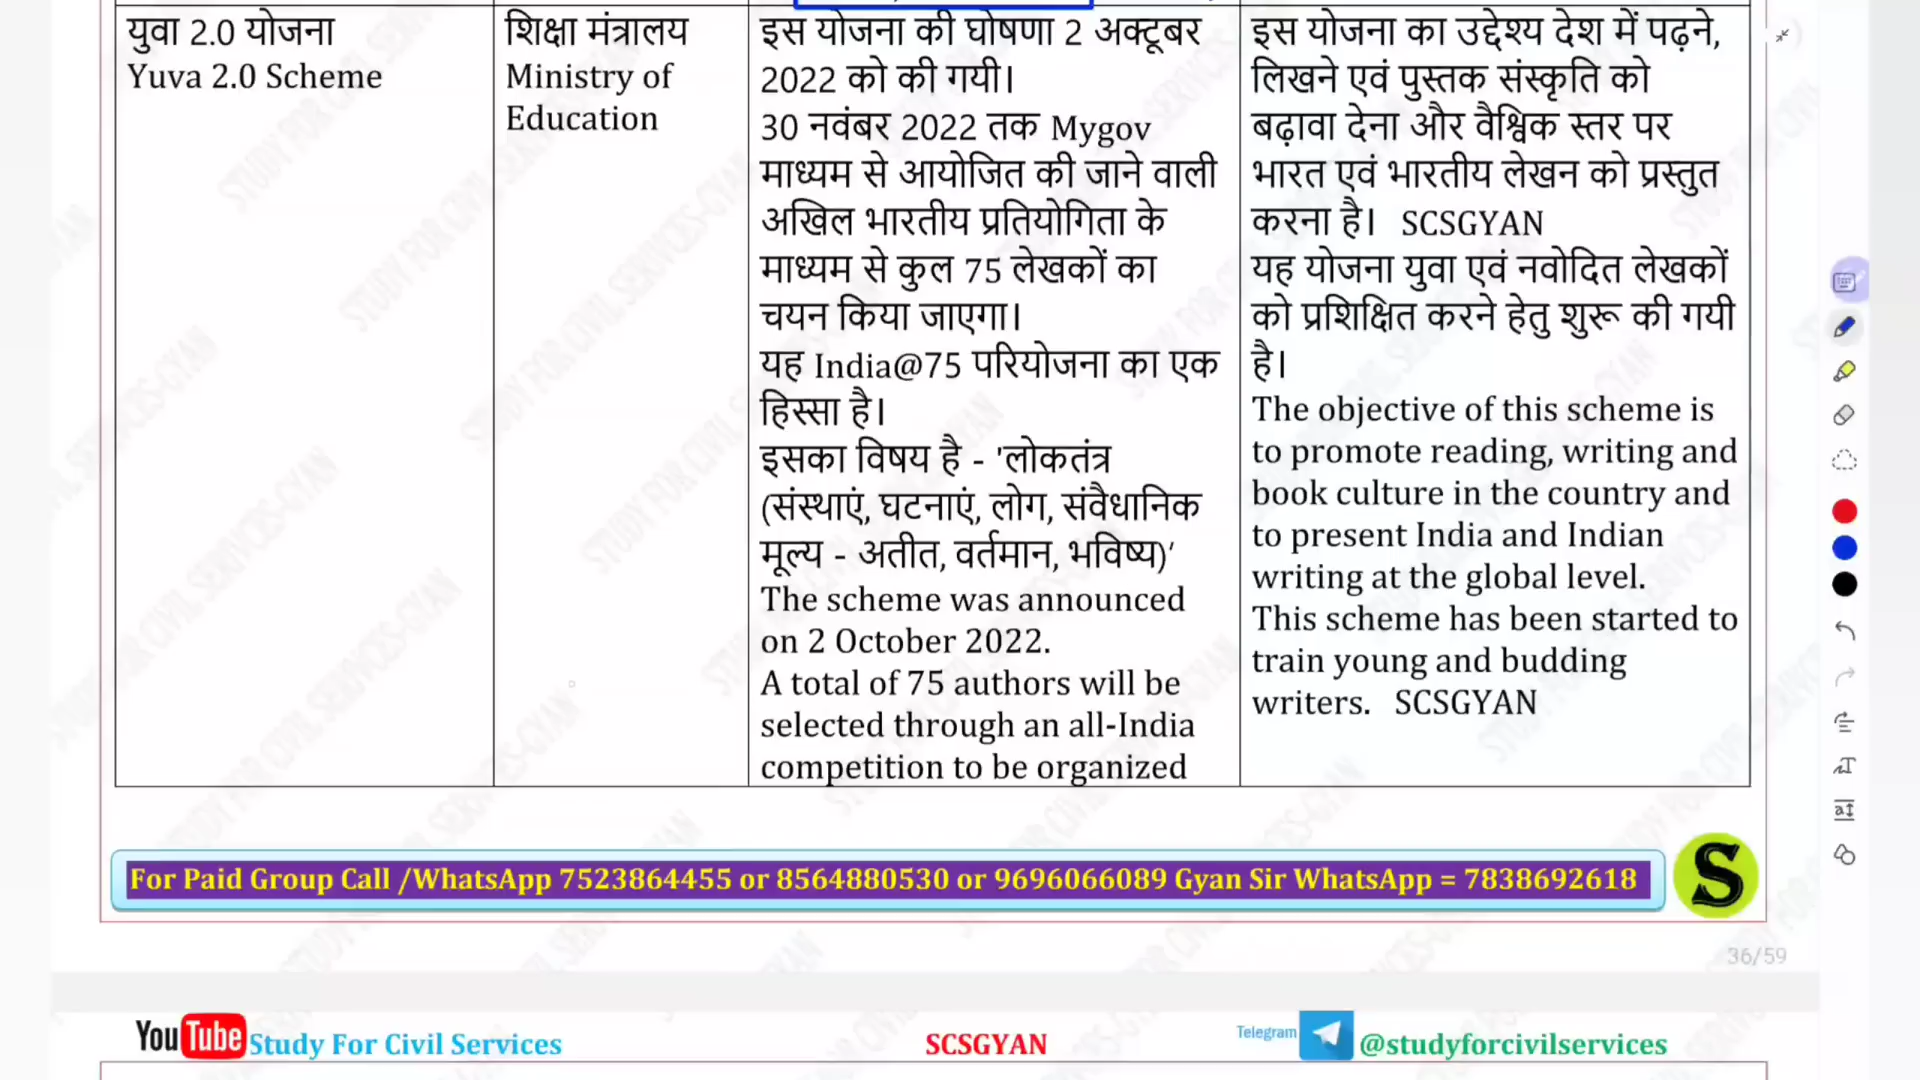 युवा 2.0 योजना
Yuva 2.0 Scheme
शिक्षा मंत्रालय
Ministry of
Education
इस योजना की घोषणा 2 अक्टूबर
2022 को की गयी।
30 नवंबर 2022 तक Mygov
माध्यम से आयोजित की जाने वाली
अखिल भारतीय प्रतियोगिता के
माध्यम से कुल 75 लेखकों का
चयन किया जाएगा।
यह India@75 परियोजना का एक
हिस्सा है।
इसका विषय है - 'लोकतंत्र
(संस्थाएं, घटनाएं, लोग, संवैधानिक
मूल्य - अतीत, वर्तमान, भविष्य)’
The scheme was announced
on 2 October 2022.
A total of 75 authors will be
selected through an all-India
competition to be organized
इस योजना का उद्देश्य देश में पढ़ने,
लिखने एवं पुस्तक संस्कृति को
बढ़ावा देना और वैश्विक स्तर पर
भारत एवं भारतीय लेखन को प्रस्तुत
करना है। SCSGYAN
यह योजना युवा एवं नवोदित लेखकों
को प्रशिक्षित करने हेतु शुरू की गयी
है।
The objective of this scheme is
to promote reading, writing and
book culture in the country and
to present India and Indian
writing at the global level.
This scheme has been started to
train young and budding
writers. SCSGYAN
For Paid Group Call /WhatsApp 7523864455 or 8564880530 or 9696066089 Gyan Sir WhatsApp = 7838692618
S
36/59
YouTube Study For Civil Services
SCSGYAN
Telegram @studyforcivilservices
STUDY FOR CIVIL SERIVCES-GYAN